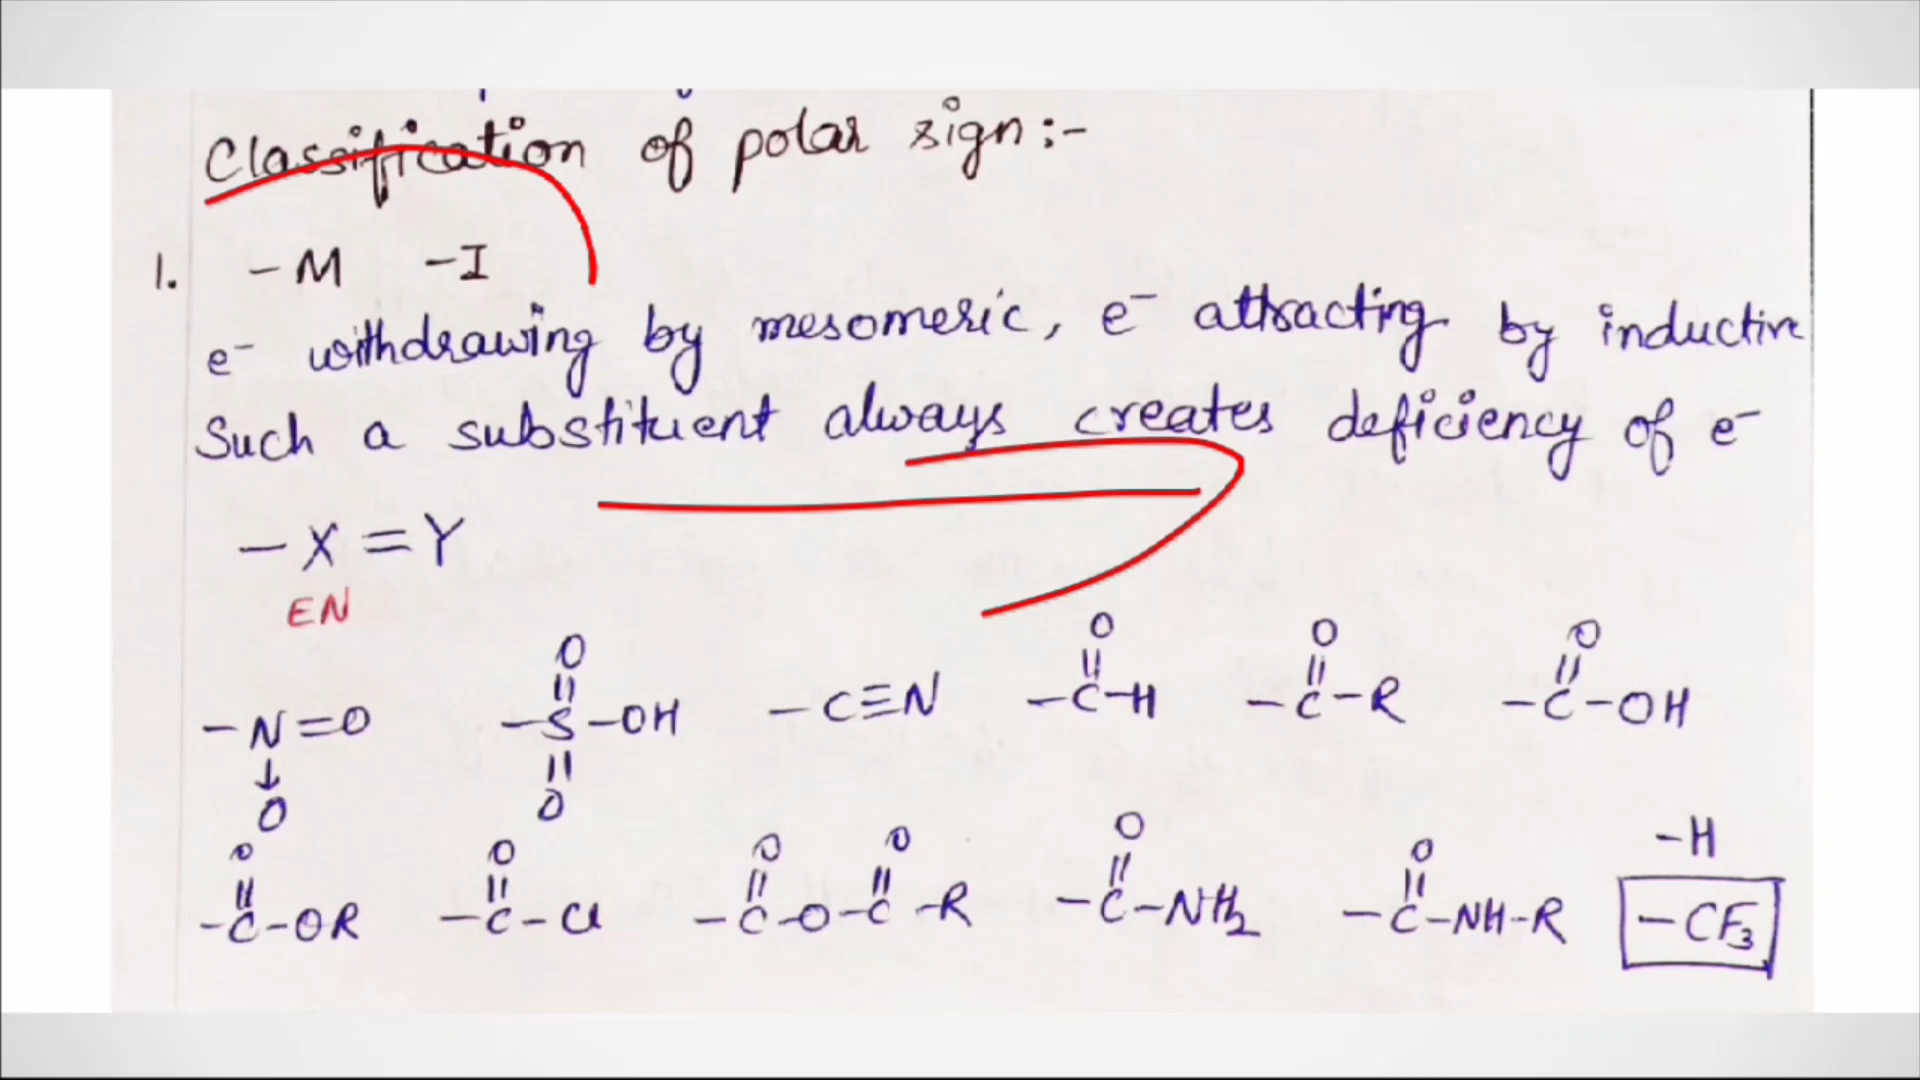 Classification of polar sign:-
1. -M -I
e⁻ withdrawing by mesomeric, e⁻ attracting by inductive
Such a substituent always creates deficiency of e⁻
-X=Y
EN
O O O O
|| || || ||
-N=O -S-OH -C≡N -C-H -C-R -C-OH
↓ ||
O O
O O O O O O -H
|| || || || || ||
-C-OR -C-Cl -C-O-C-R -C-NH₂ -C-NH-R -CF₃